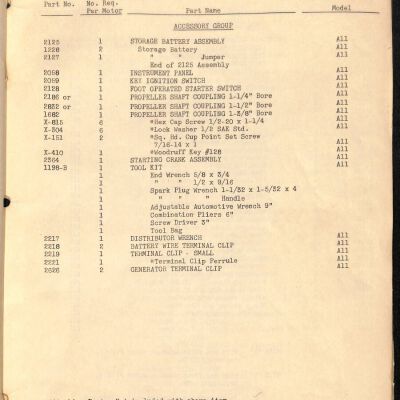 Part No. No. Req. Per Motor Part Name Model
ACCESSORY GROUP
2125 1 STORAGE BATTERY ASSEMBLY All
1226 2 Storage Battery All
2127 1 " " Jumper All
End of 2125 Assembly
2058 1 INSTRUMENT PANEL All
2059 1 KEY IGNITION SWITCH All
2128 1 FOOT OPERATED STARTER SWITCH All
2186 or 1 PROPELLER SHAFT COUPLING 1-1/4" Bore All
2832 or 1 PROPELLER SHAFT COUPLING 1-1/2" Bore All
1682 1 PROPELLER SHAFT COUPLING 1-3/8" Bore All
X-815 6 *Hex Cap Screw 1/2-20 x 1-1/4 All
X-304 6 *Lock Washer 1/2 SAE Std. All
X-151 2 *Sq. Hd. Cup Point Set Screw All
7/16-14 x 1
X-410 1 *Woodruff Key #128 All
2364 1 STARTING CRANK ASSEMBLY All
1198-B 1 TOOL KIT All
1 End Wrench 5/8 x 3/4
1 " " 1/2 x 9/16
1 Spark Plug Wrench 1-1/32 x 1-5/32 x 4
1 " " " Handle
1 Adjustable Automotive Wrench 9"
1 Combination Pliers 6"
1 Screw Driver 3"
1 Tool Bag
2217 1 DISTRIBUTOR WRENCH All
2218 2 BATTERY WIRE TERMINAL CLIP All
2219 1 TERMINAL CLIP - SMALL All
2221 1 *Terminal Clip Ferrule All
2626 2 GENERATOR TERMINAL CLIP All